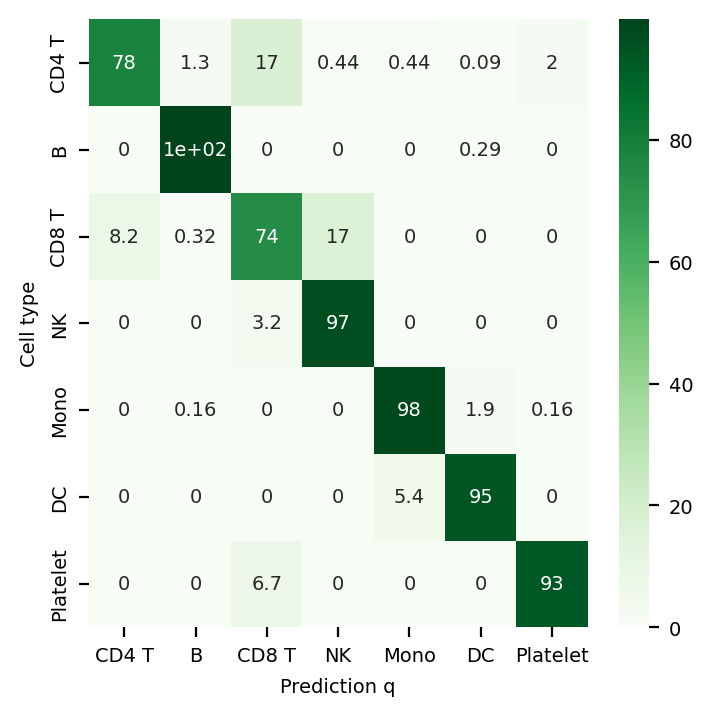 CD4 T 78 1.3 17 0.44 0.44 0.09 2
B 0 1e+02 0 0 0 0.29 0
CD8 T 8.2 0.32 74 17 0 0 0
NK 0 0 3.2 97 0 0 0
Mono 0 0.16 0 0 98 1.9 0.16
DC 0 0 0 0 5.4 95 0
Platelet 0 0 6.7 0 0 0 93
Cell type
CD4 T B CD8 T NK Mono DC Platelet
Prediction q
80
60
40
20
0